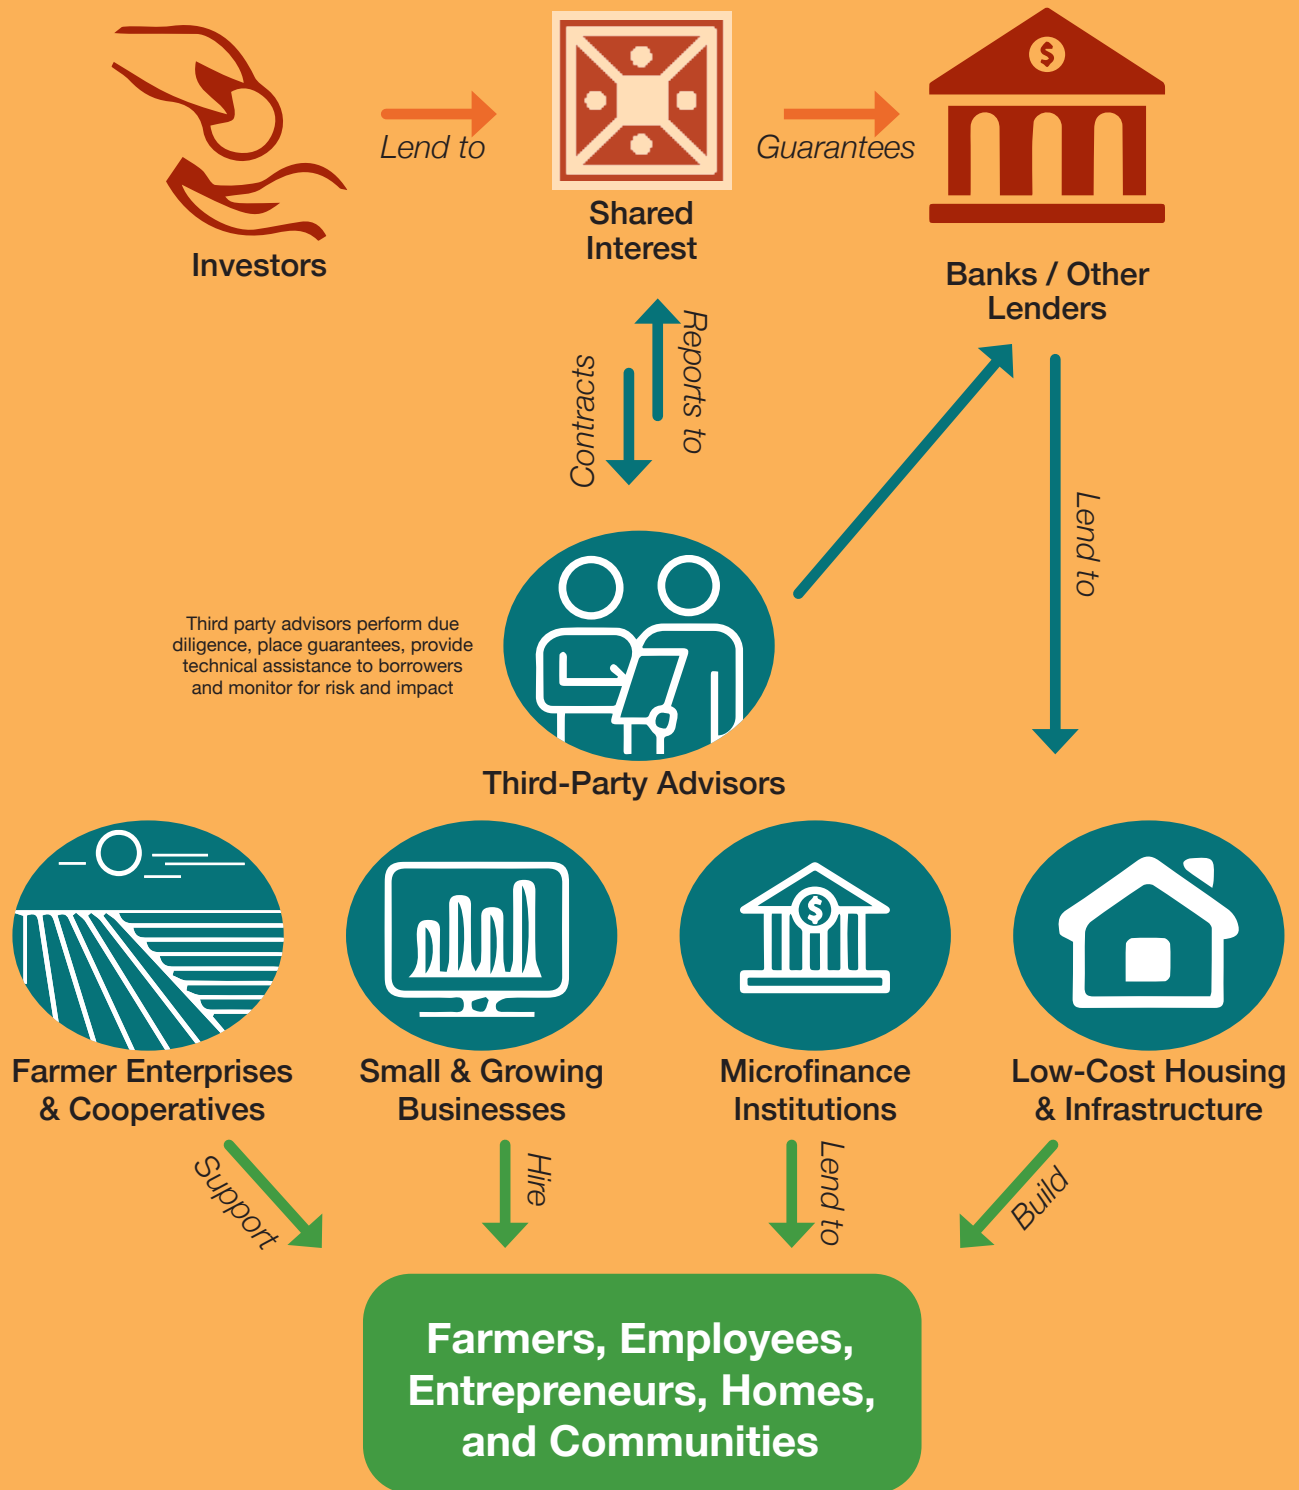 Lend to
Guarantees
Investors
Shared
Interest
Banks / Other
Lenders
Contracts
Reports to
Lend to
Third party advisors perform due
diligence, place guarantees, provide
technical assistance to borrowers
and monitor for risk and impact
Third-Party Advisors
Farmer Enterprises
& Cooperatives
Small & Growing
Businesses
Microfinance
Institutions
Low-Cost Housing
& Infrastructure
Support
Hire
Lend to
Build
Farmers, Employees,
Entrepreneurs, Homes,
and Communities